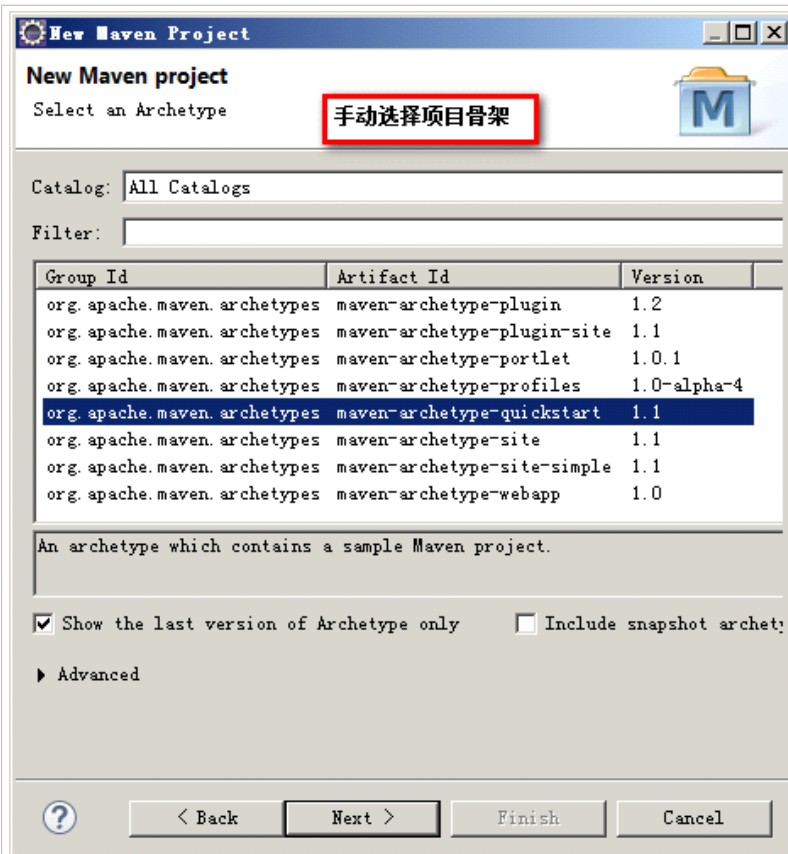 New Maven Project
New Maven project
Select an Archetype
手动选择项目骨架
M
Catalog: All Catalogs
Filter:
Group Id Artifact Id Version
org.apache.maven.archetypes maven-archetype-plugin 1.2
org.apache.maven.archetypes maven-archetype-plugin-site 1.1
org.apache.maven.archetypes maven-archetype-portlet 1.0.1
org.apache.maven.archetypes maven-archetype-profiles 1.0-alpha-4
org.apache.maven.archetypes maven-archetype-quickstart 1.1
org.apache.maven.archetypes maven-archetype-site 1.1
org.apache.maven.archetypes maven-archetype-site-simple 1.1
org.apache.maven.archetypes maven-archetype-webapp 1.0
An archetype which contains a sample Maven project.
Show the last version of Archetype only Include snapshot archet
Advanced
? < Back Next > Finish Cancel